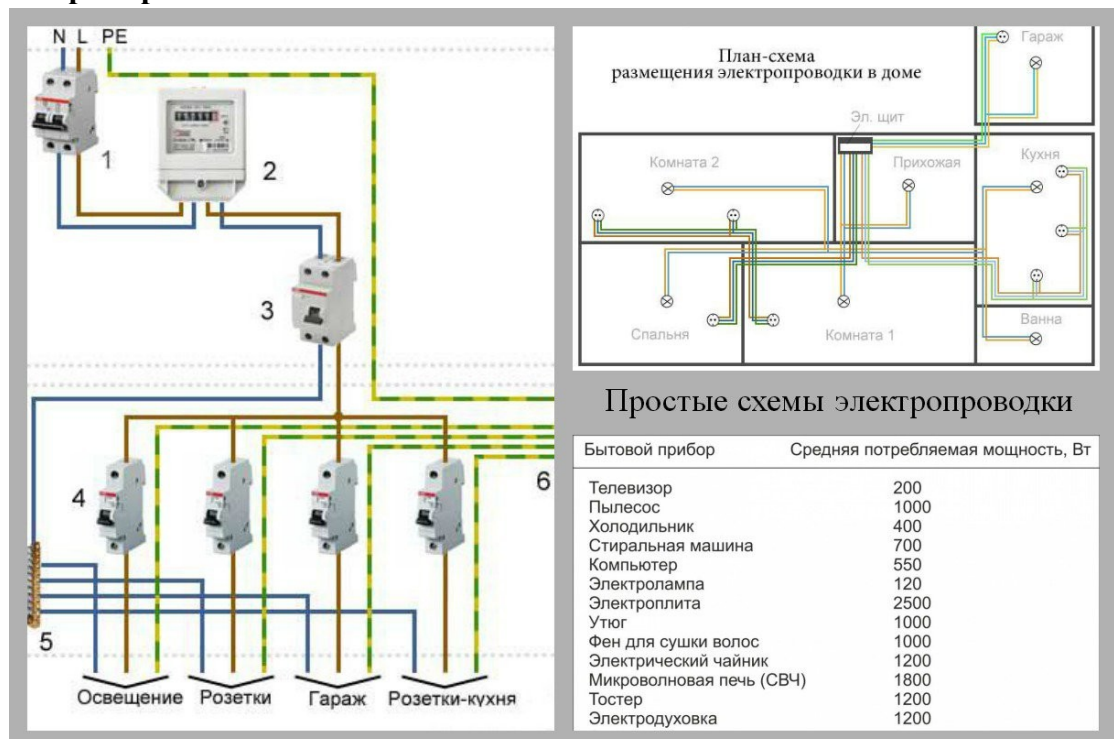 N L PE
1
2
3
4
5
6
Освещение Розетки Гараж Розетки-кухня
План-схема
размещения электропроводки в доме
Гараж
Эл. щит
Комната 2
Прихожая
Кухня
Спальня
Комната 1
Ванна
Простые схемы электропроводки
Бытовой прибор Средняя потребляемая мощность, Вт
Телевизор 200
Пылесос 1000
Холодильник 400
Стиральная машина 700
Компьютер 550
Электролампа 120
Электроплита 2500
Утюг 1000
Фен для сушки волос 1000
Электрический чайник 1200
Микроволновая печь (СВЧ) 1800
Тостер 1200
Электродуховка 1200